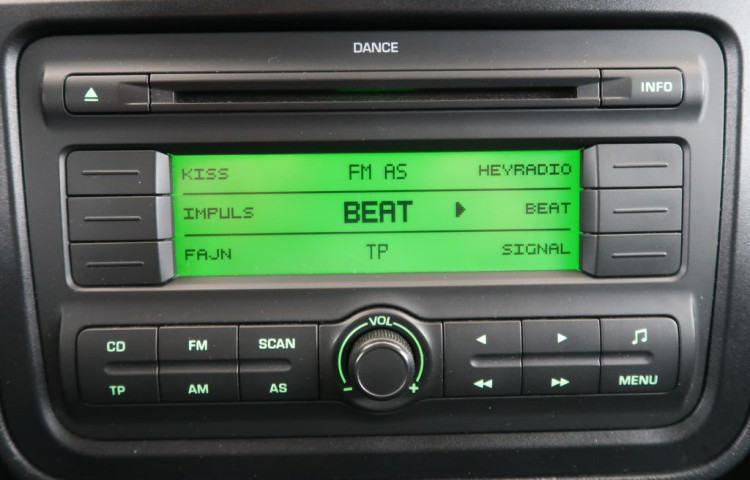 DANCE
INFO
KISS FM AS HEYRADIO
IMPULS BEAT BEAT
FAJN TP SIGNAL
VOL
CD FM SCAN
TP AM AS MENU
- +